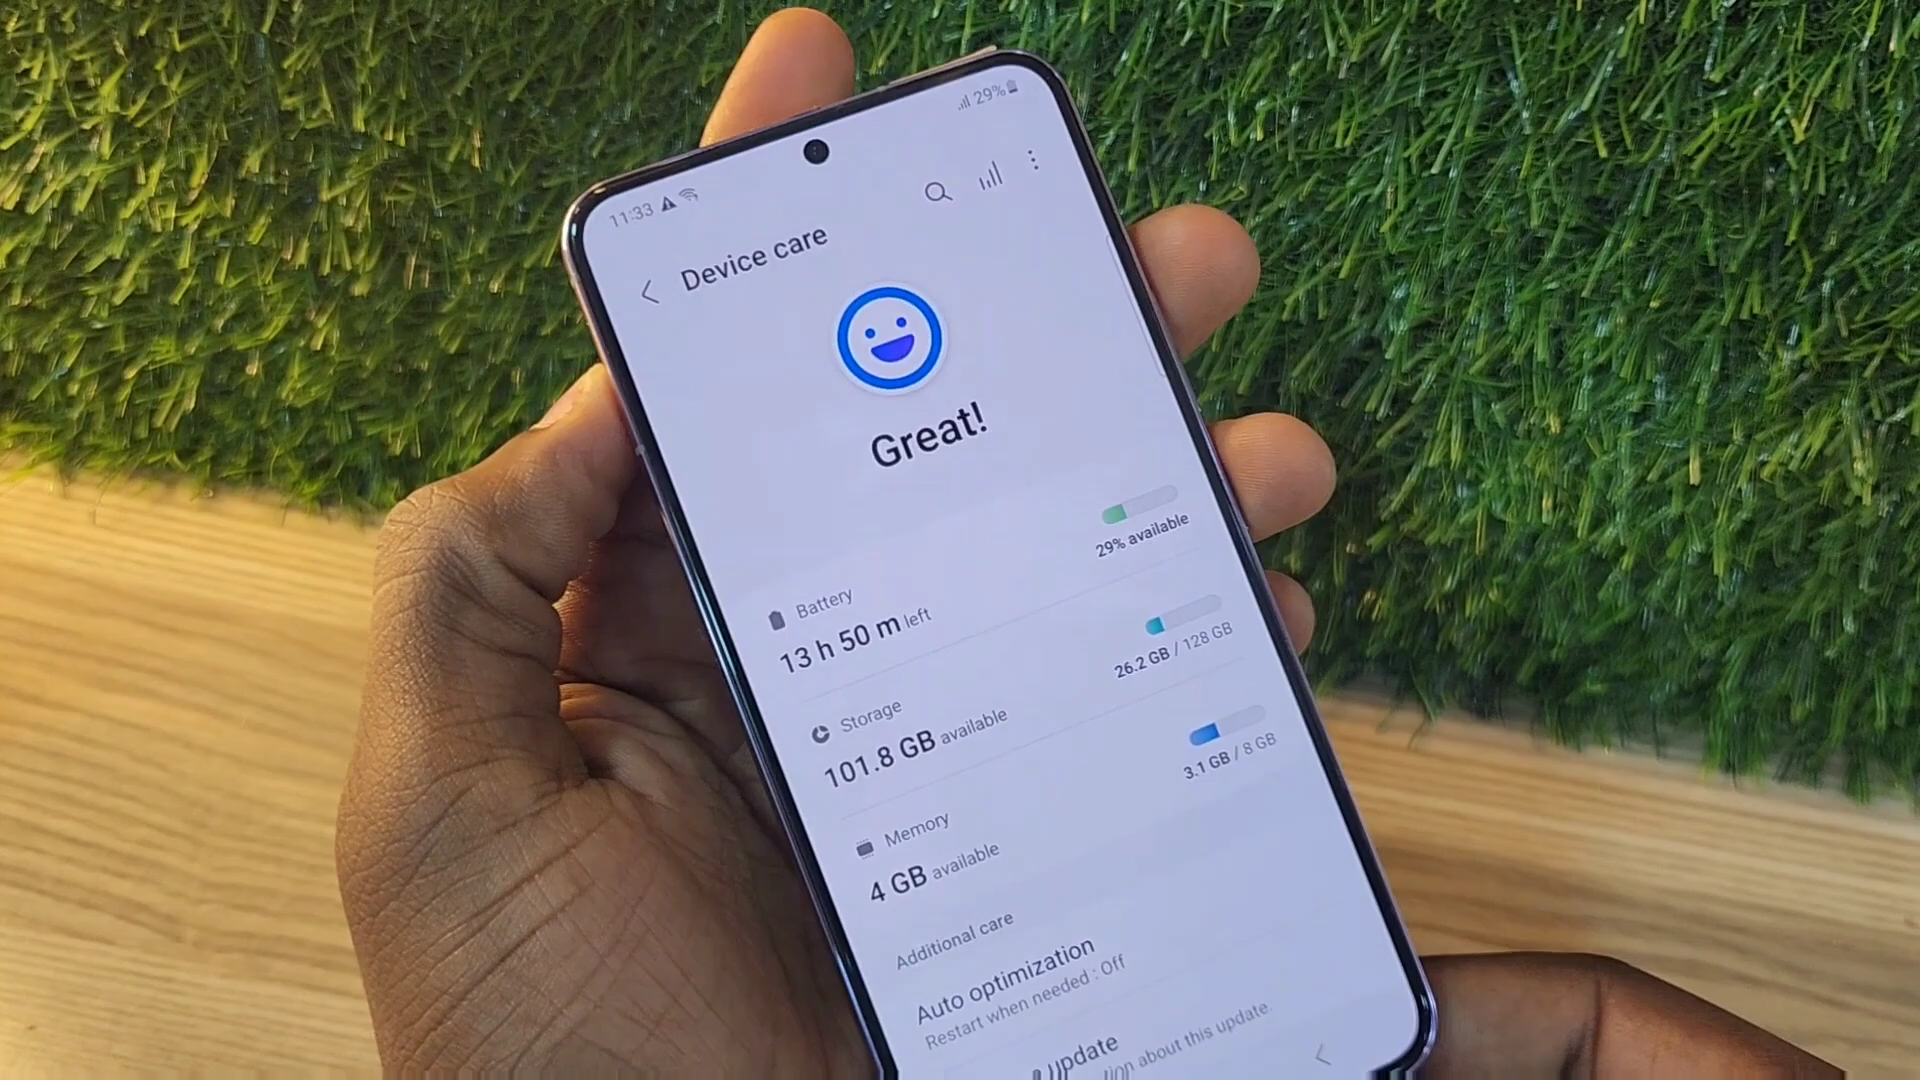 11:33
29%
Device care
Great!
Battery
13 h 50 m left
29% available
Storage
101.8 GB available
26.2 GB / 128 GB
Memory
4 GB available
3.1 GB / 8 GB
Additional care
Auto optimization
Restart when needed : Off
update
about this update.